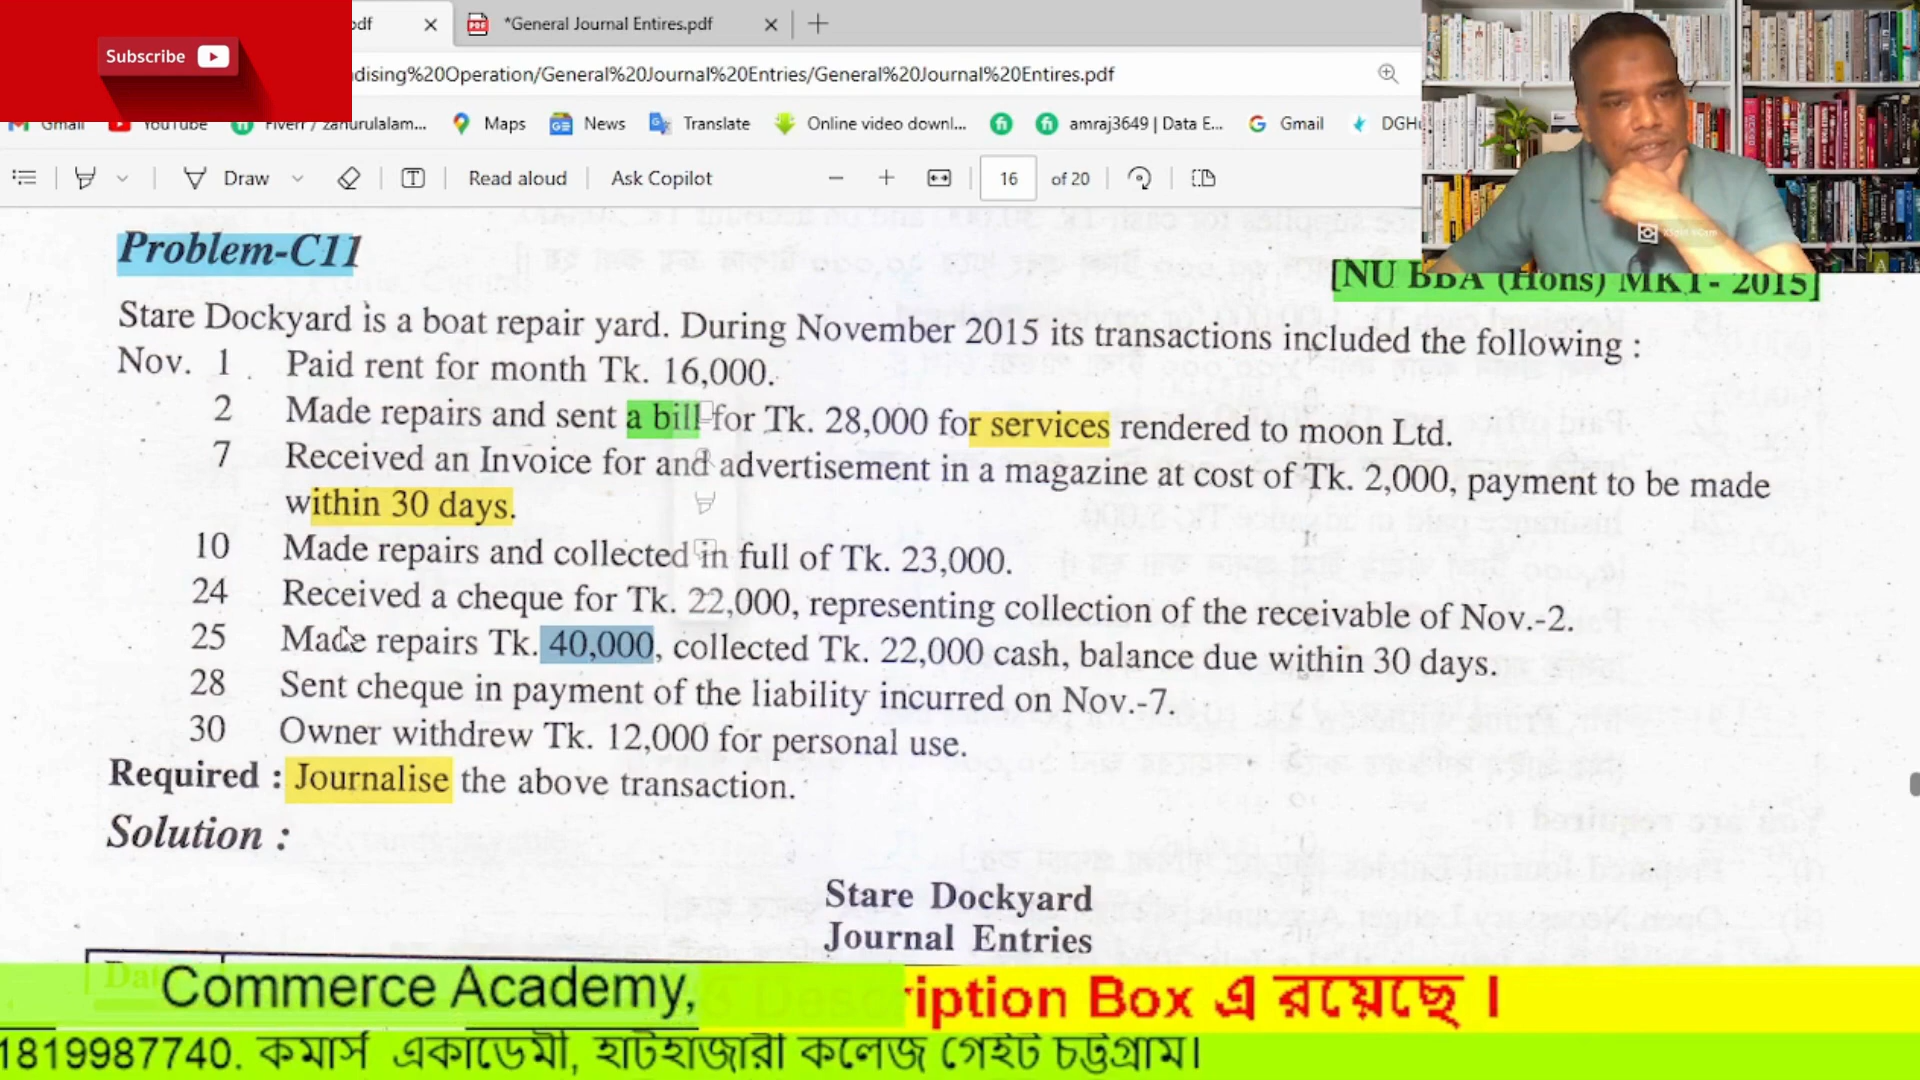 Subscribe
pdf
*General Journal Entires.pdf
dising%20Operation/General%20Journal%20Entries/General%20Journal%20Entires.pdf
Gmail YouTube Fiverr / zahurulalam... Maps News Translate Online video downl... amraj3649 | Data E... Gmail DGH
Draw Read aloud Ask Copilot 16 of 20
Problem-C11
[NU BBA (Hons) MKT- 2015]
Stare Dockyard is a boat repair yard. During November 2015 its transactions included the following :
Nov. 1 Paid rent for month Tk. 16,000.
2 Made repairs and sent a bill for Tk. 28,000 for services rendered to moon Ltd.
7 Received an Invoice for and advertisement in a magazine at cost of Tk. 2,000, payment to be made
within 30 days.
10 Made repairs and collected in full of Tk. 23,000.
24 Received a cheque for Tk. 22,000, representing collection of the receivable of Nov.-2.
25 Made repairs Tk. 40,000, collected Tk. 22,000 cash, balance due within 30 days.
28 Sent cheque in payment of the liability incurred on Nov.-7.
30 Owner withdrew Tk. 12,000 for personal use.
Required : Journalise the above transaction.
Solution :
Stare Dockyard
Journal Entries
Commerce Academy, Description Box এ রয়েছে ।
1819987740. কমার্স একাডেমী, হাটহাজারী কলেজ গেইট চট্টগ্রাম।